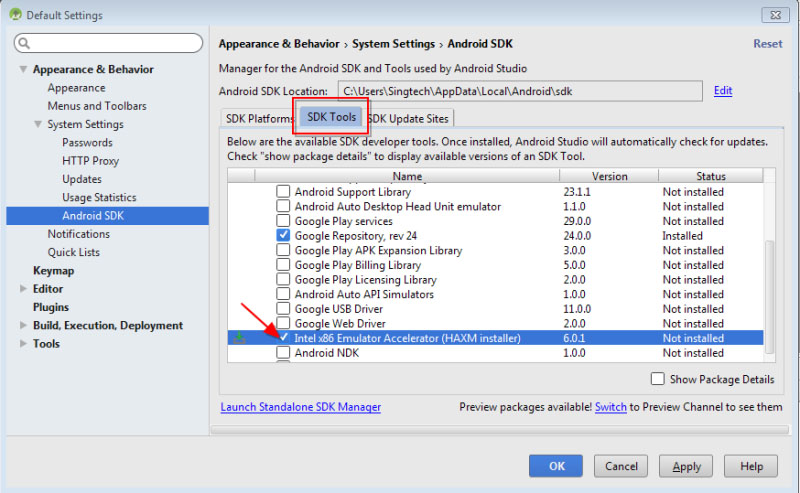 Default Settings
Appearance & Behavior › System Settings › Android SDK
Reset
Appearance & Behavior
Appearance
Menus and Toolbars
System Settings
Passwords
HTTP Proxy
Updates
Usage Statistics
Android SDK
Notifications
Quick Lists
Keymap
Editor
Plugins
Build, Execution, Deployment
Tools
Manager for the Android SDK and Tools used by Android Studio
Android SDK Location: C:\Users\Singtech\AppData\Local\Android\sdk Edit
SDK Platforms SDK Tools SDK Update Sites
Below are the available SDK developer tools. Once installed, Android Studio will automatically check for updates.
Check "show package details" to display available versions of an SDK Tool.
Name Version Status
Android Support Library 23.1.1 Not installed
Android Auto Desktop Head Unit emulator 1.1.0 Not installed
Google Play services 29.0.0 Not installed
Google Repository, rev 24 24.0.0 Installed
Google Play APK Expansion Library 3.0.0 Not installed
Google Play Billing Library 5.0.0 Not installed
Google Play Licensing Library 2.0.0 Not installed
Android Auto API Simulators 1.0.0 Not installed
Google USB Driver 11.0.0 Not installed
Google Web Driver 2.0.0 Not installed
Intel x86 Emulator Accelerator (HAXM installer) 6.0.1 Not installed
Android NDK 1.0.0 Not installed
Show Package Details
Launch Standalone SDK Manager
Preview packages available! Switch to Preview Channel to see them
OK Cancel Apply Help